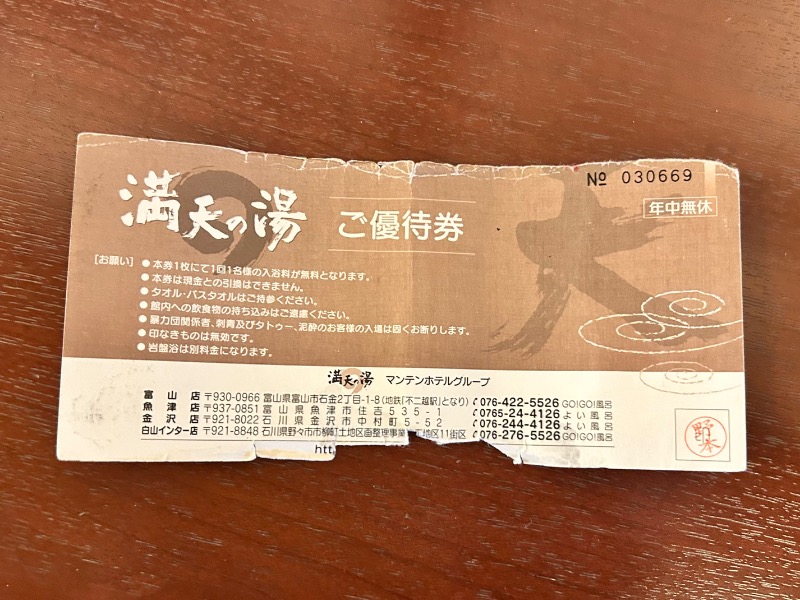 満天の湯 ご優待券
№ 030669
年中無休
[お願い] ●本券1枚にて1回1名様の入浴料が無料となります。
●本券は現金との引換はできません。
●タオル・バスタオルはご持参ください。
●館内への飲食物の持ち込みはご遠慮ください。
●暴力団関係者、刺青及びタトゥー、泥酔のお客様の入場は固くお断りします。
●印なきものは無効です。
●岩盤浴は別料金になります。
満天の湯 マンテンホテルグループ
富山店 〒930-0966 富山県富山市石金2丁目-1-8(地鉄「不二越駅」となり) ✆076-422-5526 GO!GO!風呂
魚津店 〒937-0851 富山県魚津市住吉535-1 ✆0765-24-4126 よい風呂
金沢店 〒921-8022 石川県金沢市中村町5-52 ✆076-244-4126 よい風呂
白山インター店 〒921-8848 石川県野々市市柳町土地区画整理事業 工地区11街区 ✆076-276-5526 GO!GO!風呂
野本